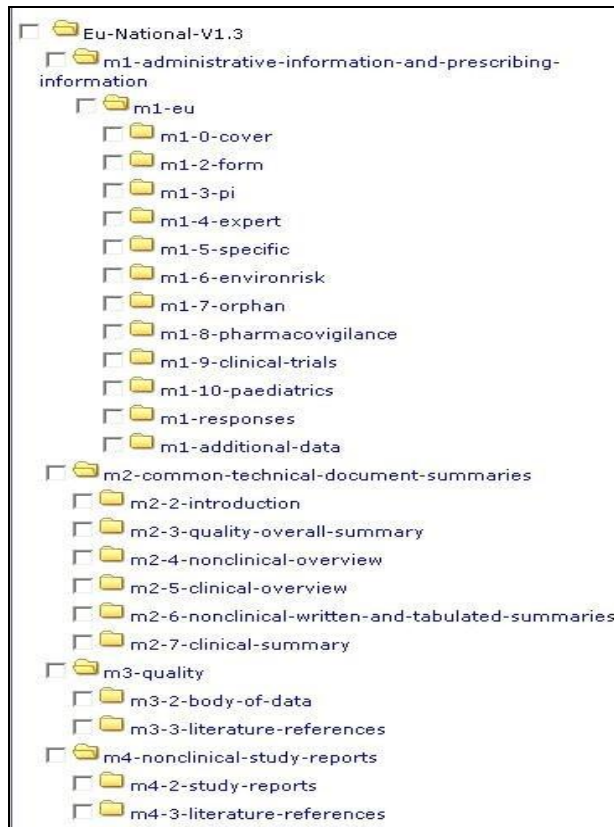 Eu-National-V1.3
m1-administrative-information-and-prescribing-
information
m1-eu
m1-0-cover
m1-2-form
m1-3-pi
m1-4-expert
m1-5-specific
m1-6-environrisk
m1-7-orphan
m1-8-pharmacovigilance
m1-9-clinical-trials
m1-10-paediatrics
m1-responses
m1-additional-data
m2-common-technical-document-summaries
m2-2-introduction
m2-3-quality-overall-summary
m2-4-nonclinical-overview
m2-5-clinical-overview
m2-6-nonclinical-written-and-tabulated-summaries
m2-7-clinical-summary
m3-quality
m3-2-body-of-data
m3-3-literature-references
m4-nonclinical-study-reports
m4-2-study-reports
m4-3-literature-references